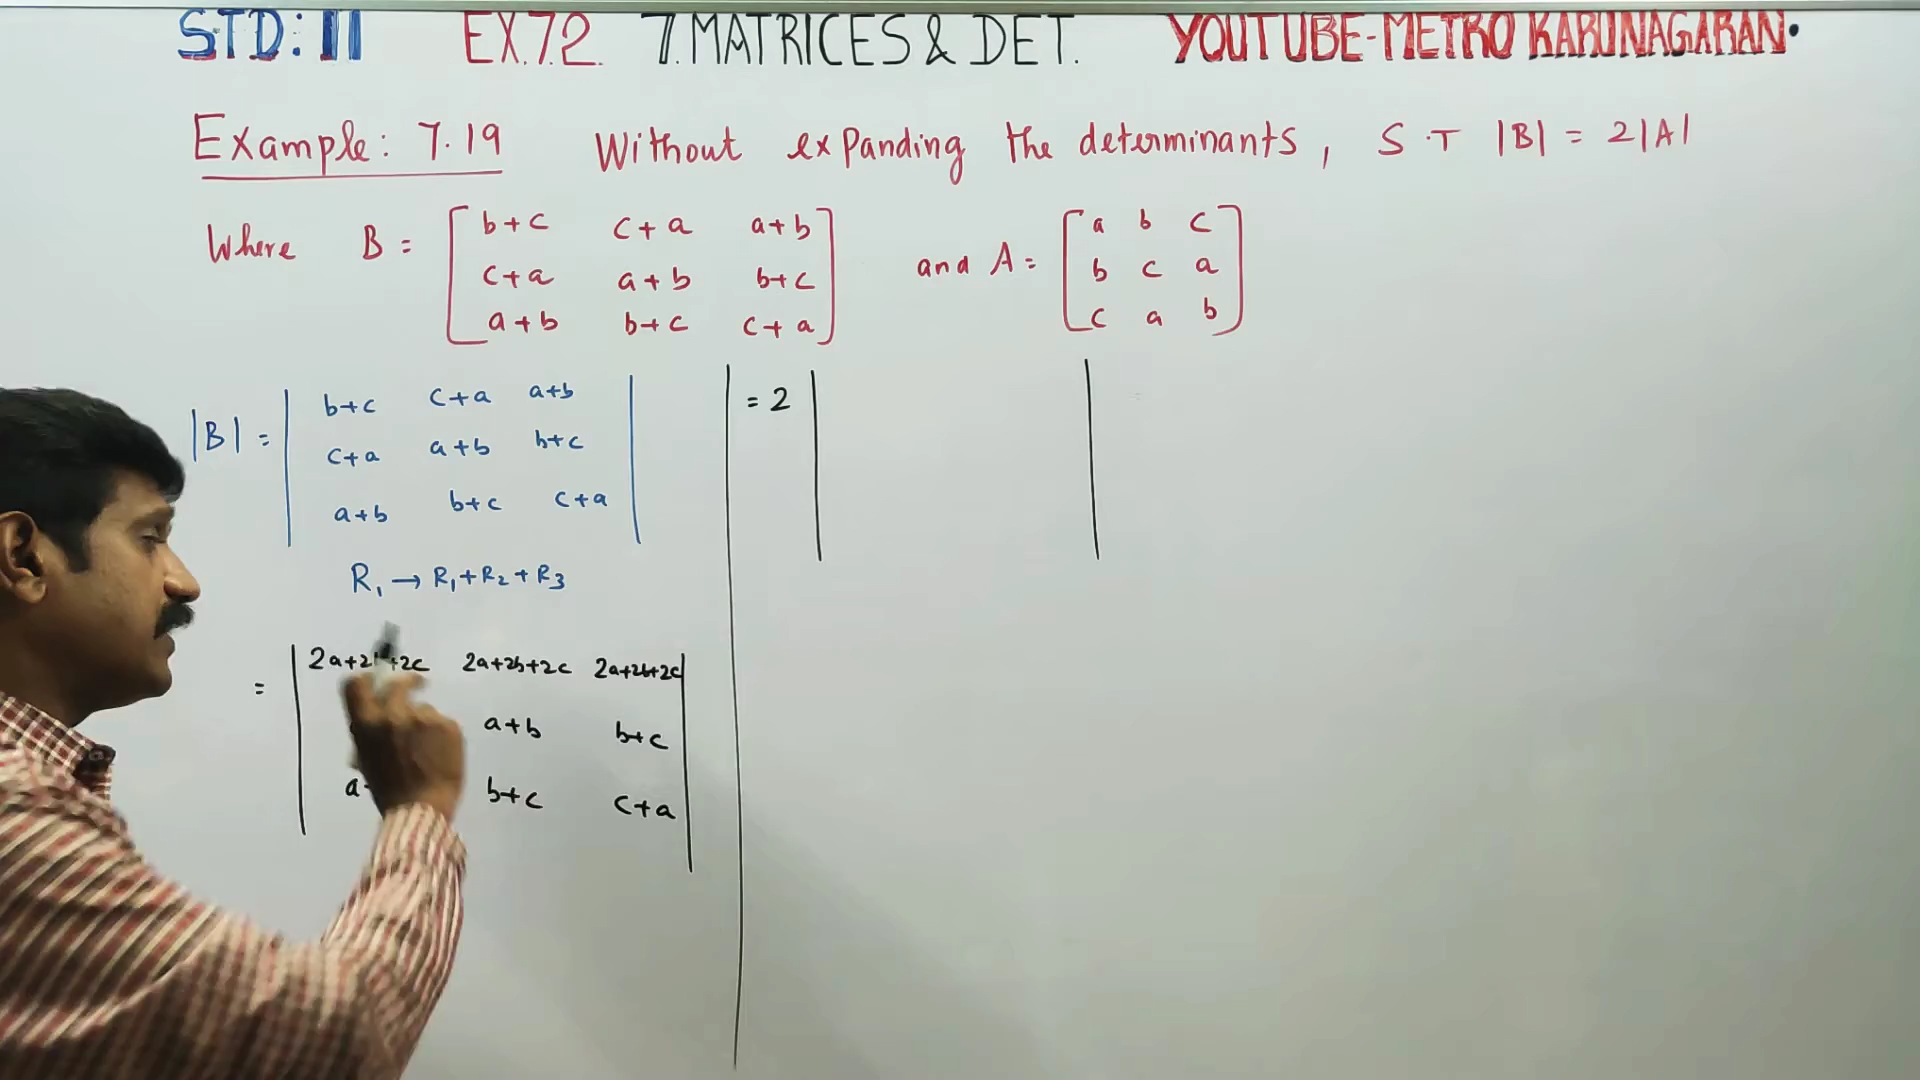 STD: 11 EX.7.2. 7.MATRICES & DET. YOUTUBE-METRO KARUNAGARAN.
Example: 7.19 Without expanding the determinants, S.T |B| = 2|A|
Where B = [ b+c c+a a+b ] and A = [ a b c ]
c+a a+b b+c b c a
a+b b+c c+a c a b
|B| = | b+c c+a a+b |
c+a a+b b+c
a+b b+c c+a
R₁ → R₁+R₂+R₃
= | 2a+2b+2c 2a+2b+2c |
a+b b+c
b+c c+a
= 2 | |